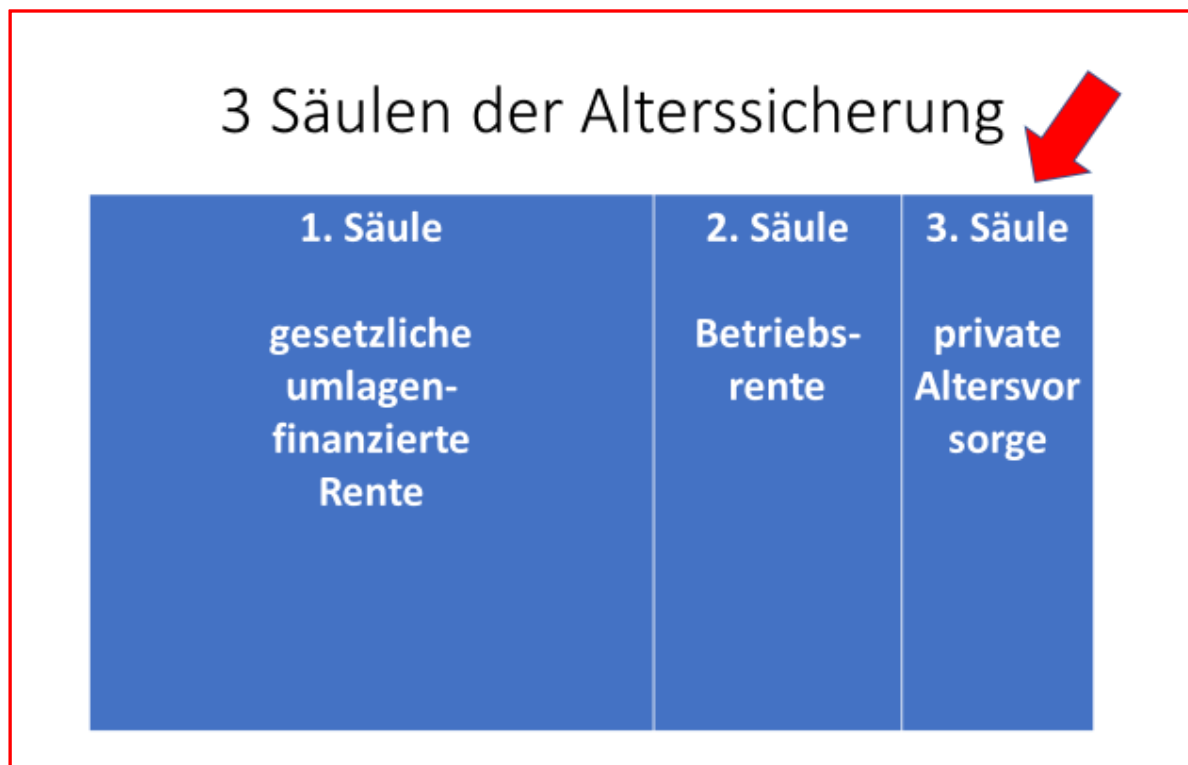 3 Säulen der Alterssicherung
1. Säule
gesetzliche
umlagen-
finanzierte
Rente
2. Säule
Betriebs-
rente
3. Säule
private
Altersvor
sorge